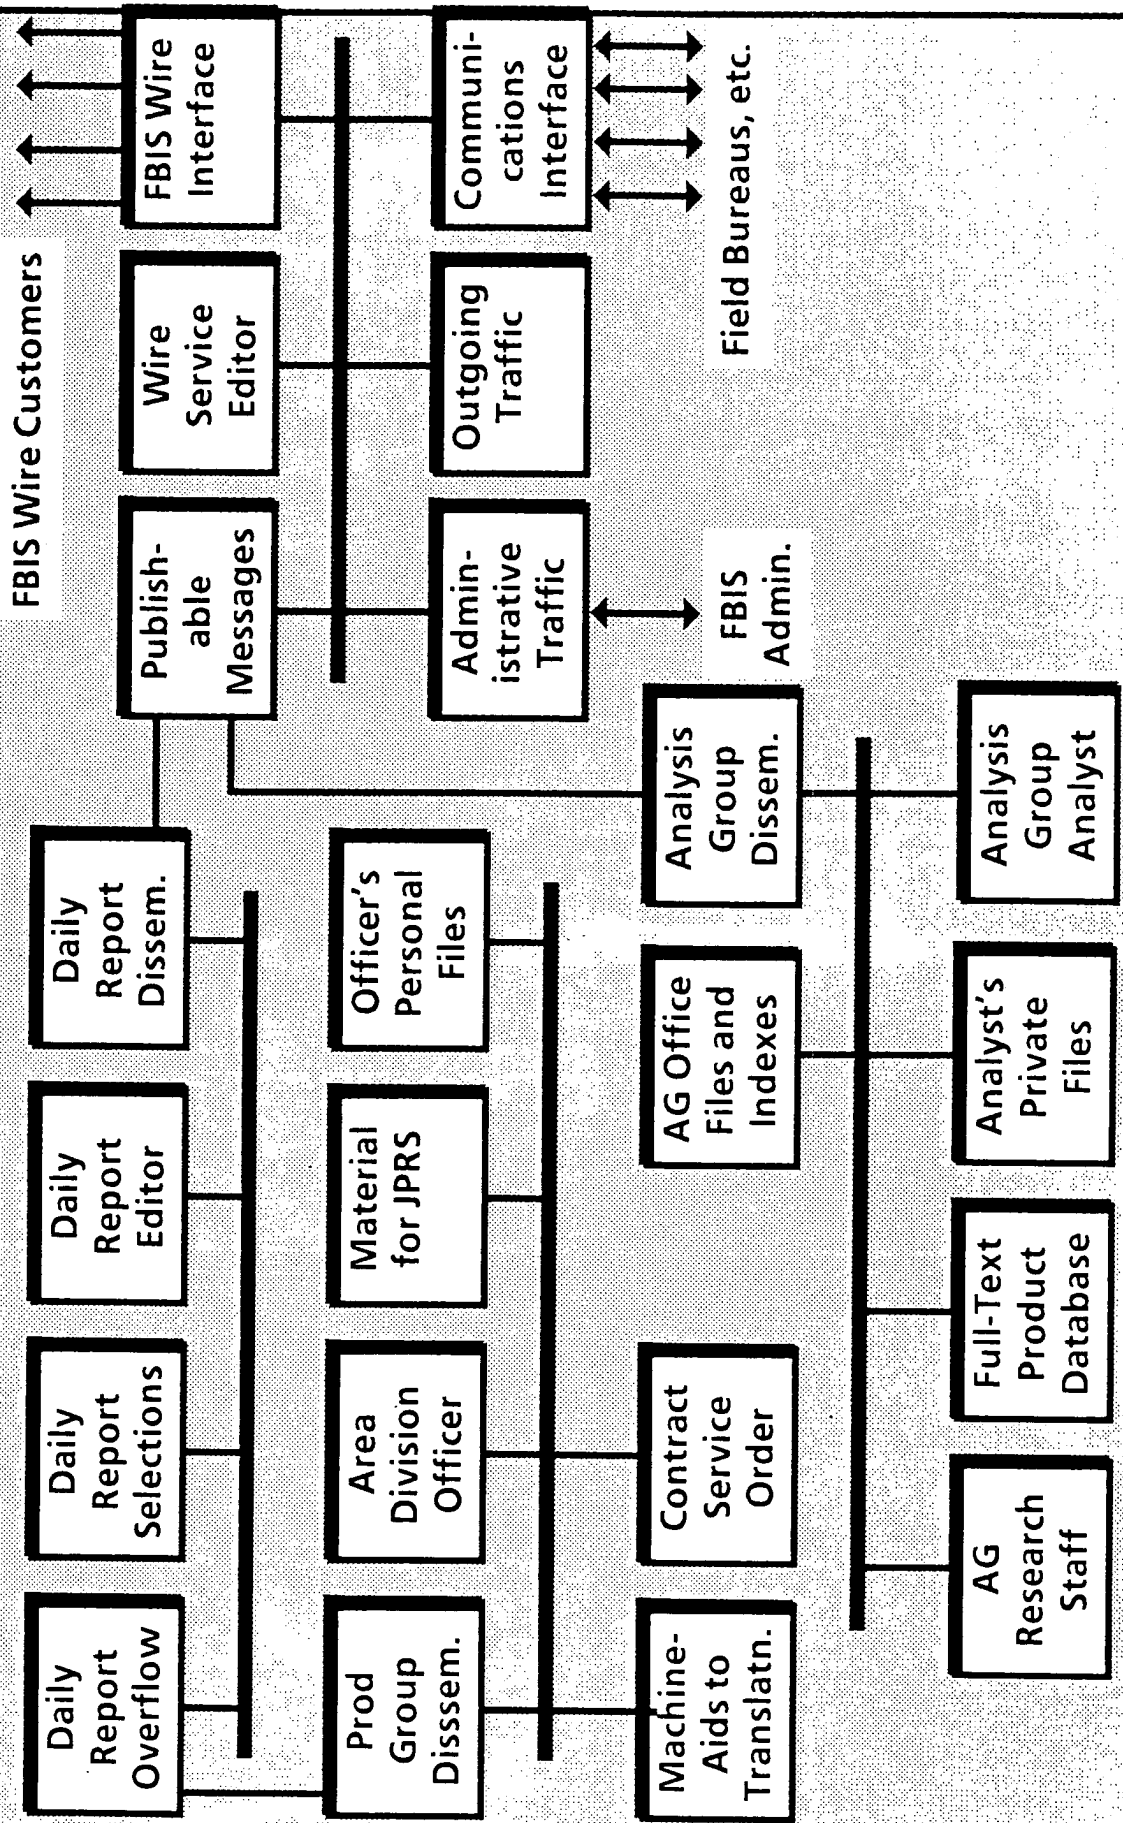 FBIS Wire Customers
Daily
Report
Overflow
Daily
Report
Selections
Daily
Report
Editor
Daily
Report
Dissem.
Publish-
able
Messages
Wire
Service
Editor
FBIS Wire
Interface
Prod
Group
Disssem.
Area
Division
Officer
Material
for JPRS
Officer's
Personal
Files
Admin-
istrative
Traffic
Outgoing
Traffic
Communi-
cations
Interface
Machine-
Aids to
Translatn.
Contract
Service
Order
AG Office
Files and
Indexes
Analysis
Group
Dissem.
FBIS
Admin.
Field Bureaus, etc.
AG
Research
Staff
Full-Text
Product
Database
Analyst's
Private
Files
Analysis
Group
Analyst